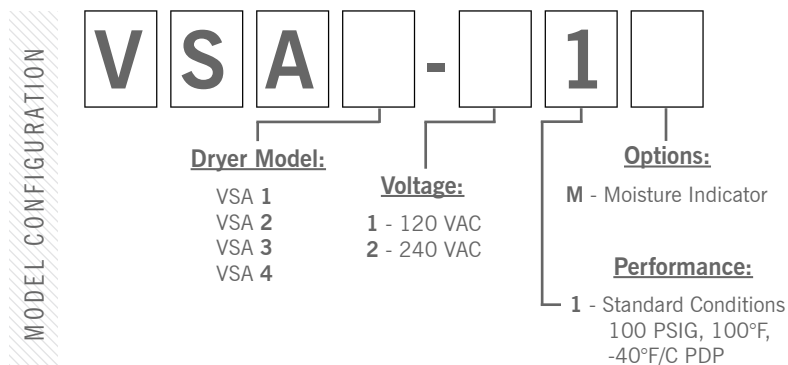 MODEL CONFIGURATION
V S A - 1
Dryer Model:
VSA 1
VSA 2
VSA 3
VSA 4
Voltage:
1 - 120 VAC
2 - 240 VAC
Options:
M - Moisture Indicator
Performance:
1 - Standard Conditions
100 PSIG, 100°F,
-40°F/C PDP